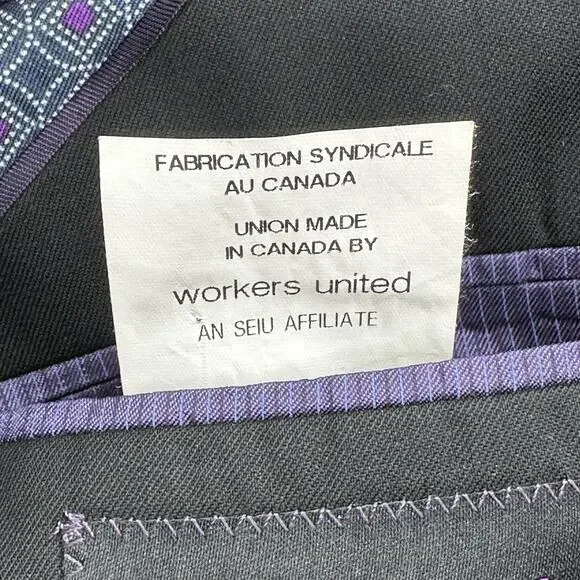 FABRICATION SYNDICALE
AU CANADA
UNION MADE
IN CANADA BY
workers united
AN SEIU AFFILIATE